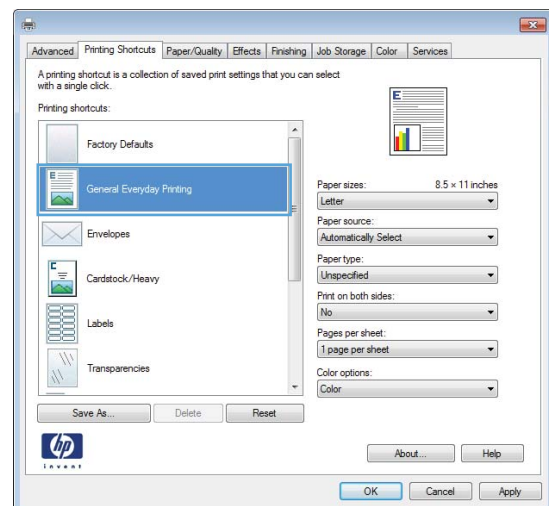 Advanced Printing Shortcuts Paper/Quality Effects Finishing Job Storage Color Services
A printing shortcut is a collection of saved print settings that you can select
with a single click.
Printing shortcuts:
Factory Defaults
General Everyday Printing
Envelopes
Cardstock/Heavy
Labels
Transparencies
Save As... Delete Reset
E
Paper sizes: 8.5 × 11 inches
Letter
Paper source:
Automatically Select
Paper type:
Unspecified
Print on both sides:
No
Pages per sheet:
1 page per sheet
Color options:
Color
hp
invent
About... Help
OK Cancel Apply